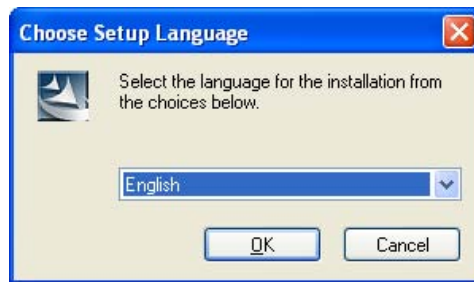 Choose Setup Language
Select the language for the installation from
the choices below.
English
OK
Cancel